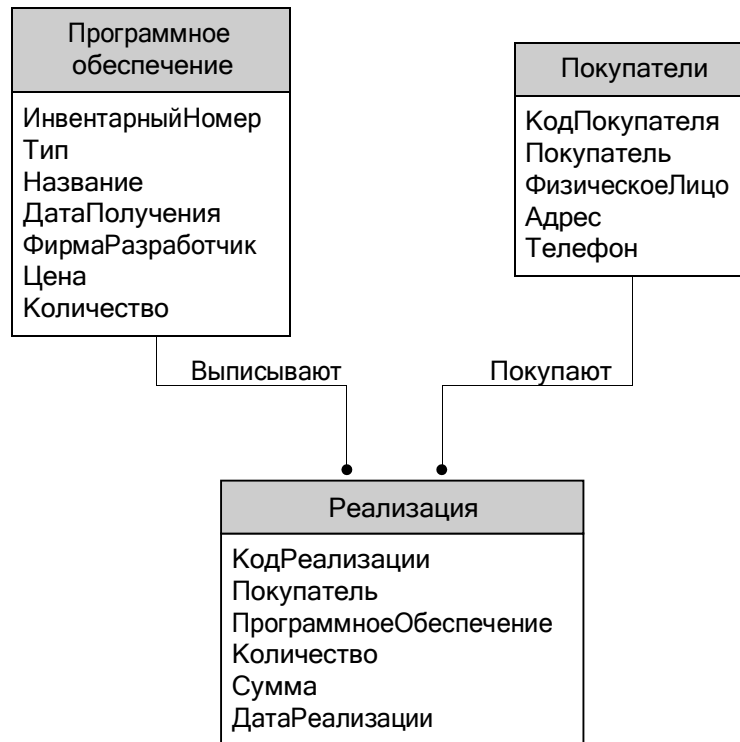 Программное
обеспечение
ИнвентарныйНомер
Тип
Название
ДатаПолучения
ФирмаРазработчик
Цена
Количество
Покупатели
КодПокупателя
Покупатель
ФизическоеЛицо
Адрес
Телефон
Выписывают
Покупают
Реализация
КодРеализации
Покупатель
ПрограммноеОбеспечение
Количество
Сумма
ДатаРеализации